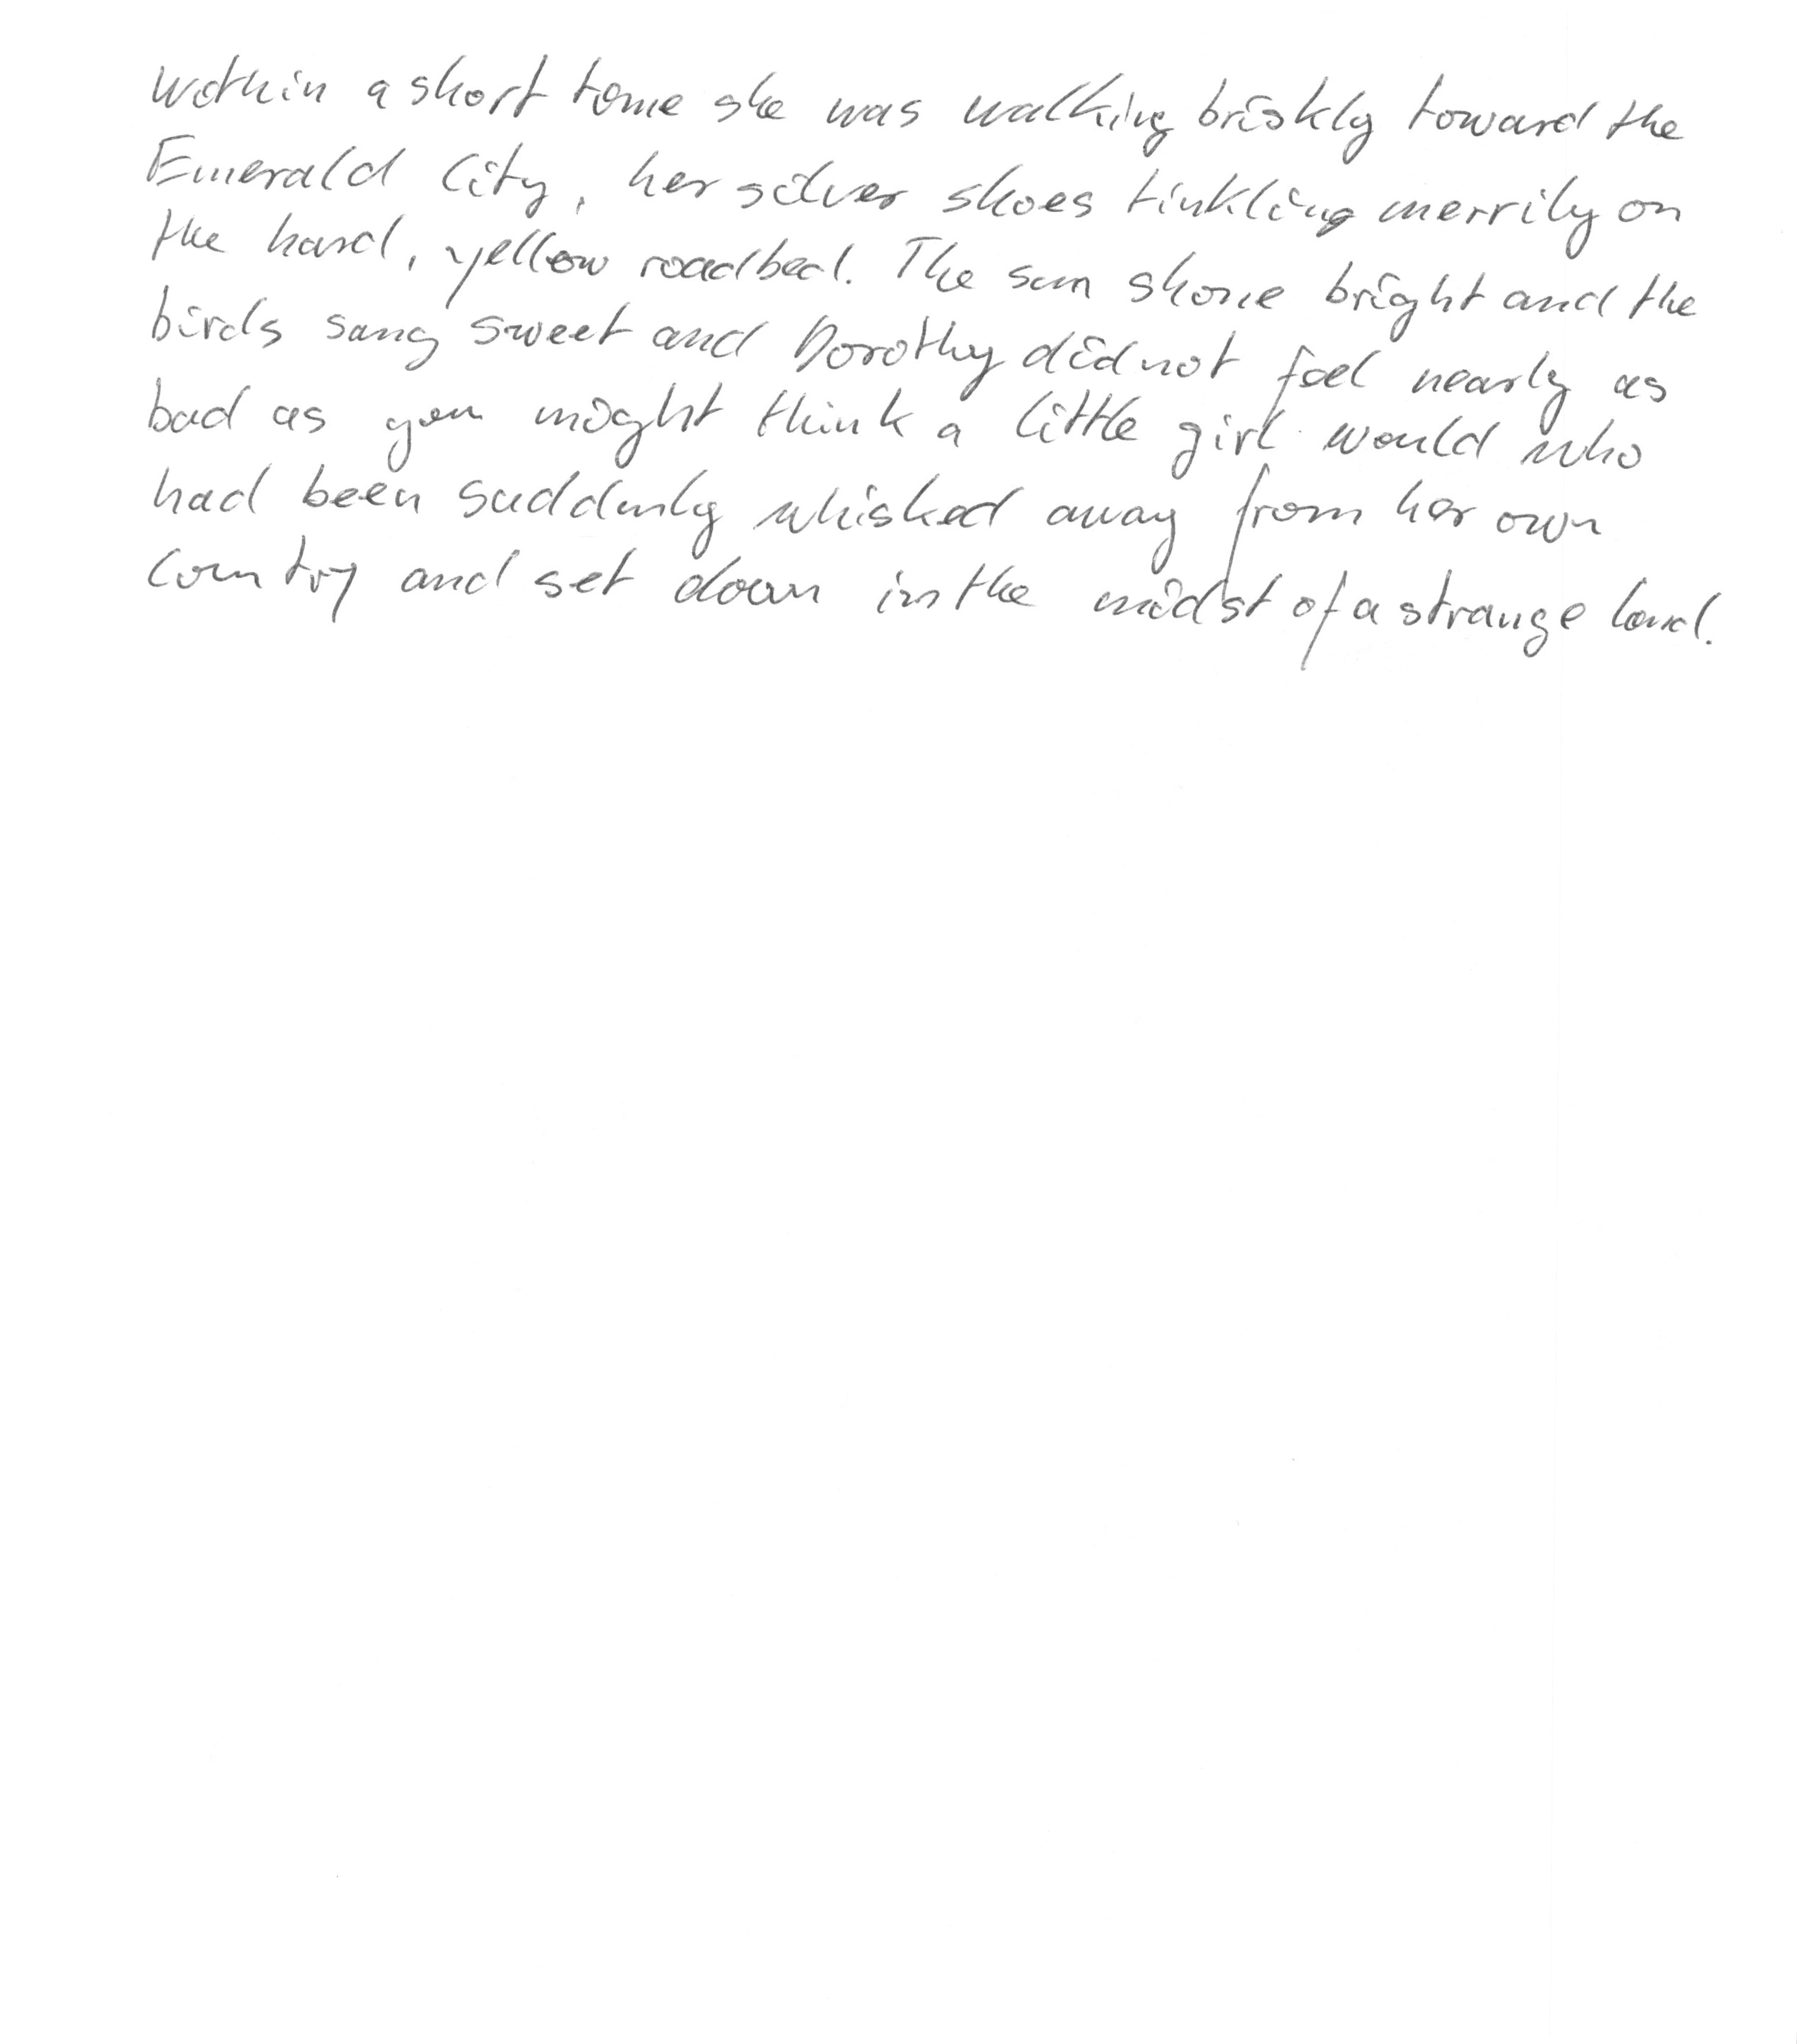 Within a short time she was walking briskly toward the
Emerald City, her silver shoes tinkling merrily on
the hard, yellow roadbed. The sun shone bright and the
birds sang sweet and Dorothy did not feel nearly as
bad as you might think a little girl would who
had been suddenly whisked away from her own
country and set down in the midst of a strange land.